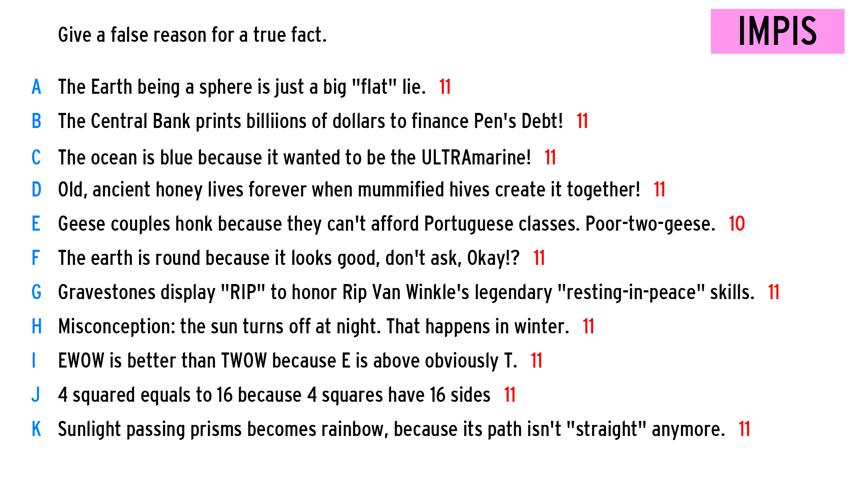 Give a false reason for a true fact.
IMPIS
A The Earth being a sphere is just a big "flat" lie. 11
B The Central Bank prints billiions of dollars to finance Pen's Debt! 11
C The ocean is blue because it wanted to be the ULTRAmarine! 11
D Old, ancient honey lives forever when mummified hives create it together! 11
E Geese couples honk because they can't afford Portuguese classes. Poor-two-geese. 10
F The earth is round because it looks good, don't ask, Okay!? 11
G Gravestones display "RIP" to honor Rip Van Winkle's legendary "resting-in-peace" skills. 11
H Misconception: the sun turns off at night. That happens in winter. 11
I EWOW is better than TWOW because E is above obviously T. 11
J 4 squared equals to 16 because 4 squares have 16 sides 11
K Sunlight passing prisms becomes rainbow, because its path isn't "straight" anymore. 11